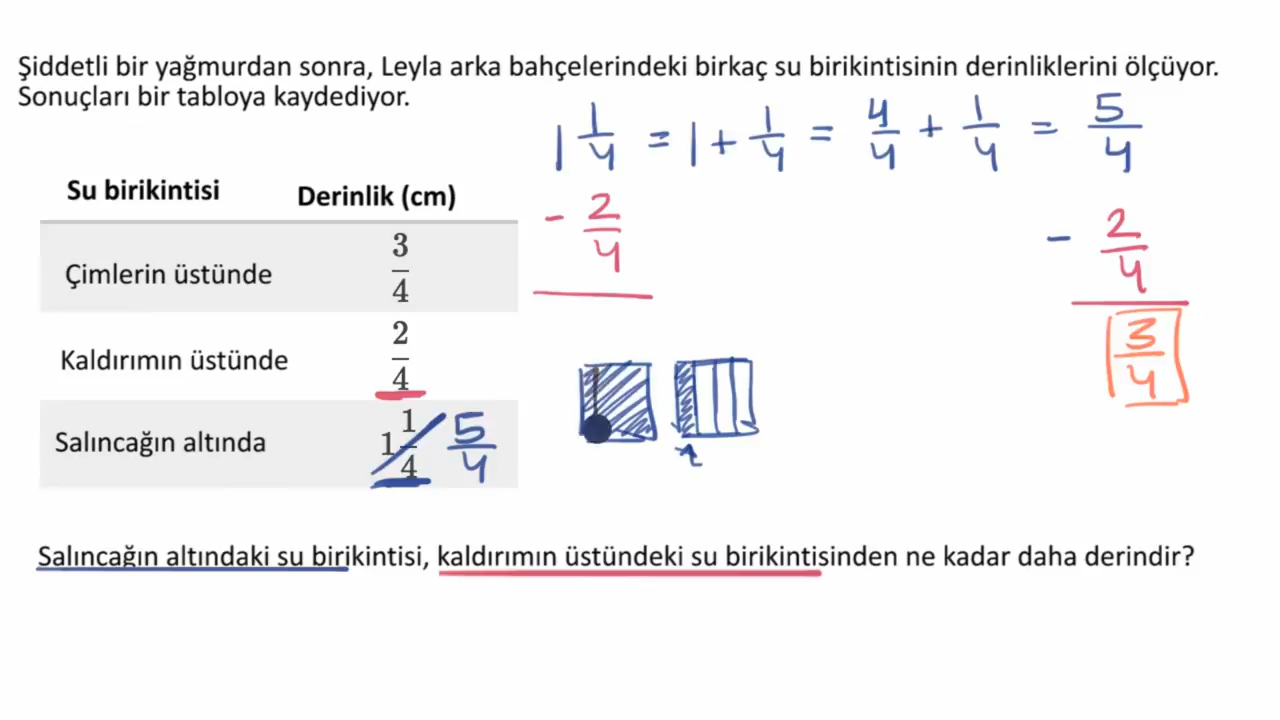 Şiddetli bir yağmurdan sonra, Leyla arka bahçelerindeki birkaç su birikintisinin derinliklerini ölçüyor.
Sonuçları bir tabloya kaydediyor.
1 1/4 = 1 + 1/4 = 4/4 + 1/4 = 5/4
- 2/4
- 2/4
3/4
Su birikintisi Derinlik (cm)
Çimlerin üstünde 3/4
Kaldırımın üstünde 2/4
Salıncağın altında 1 1/4 5/4
Salıncağın altındaki su birikintisi, kaldırımın üstündeki su birikintisinden ne kadar daha derindir?